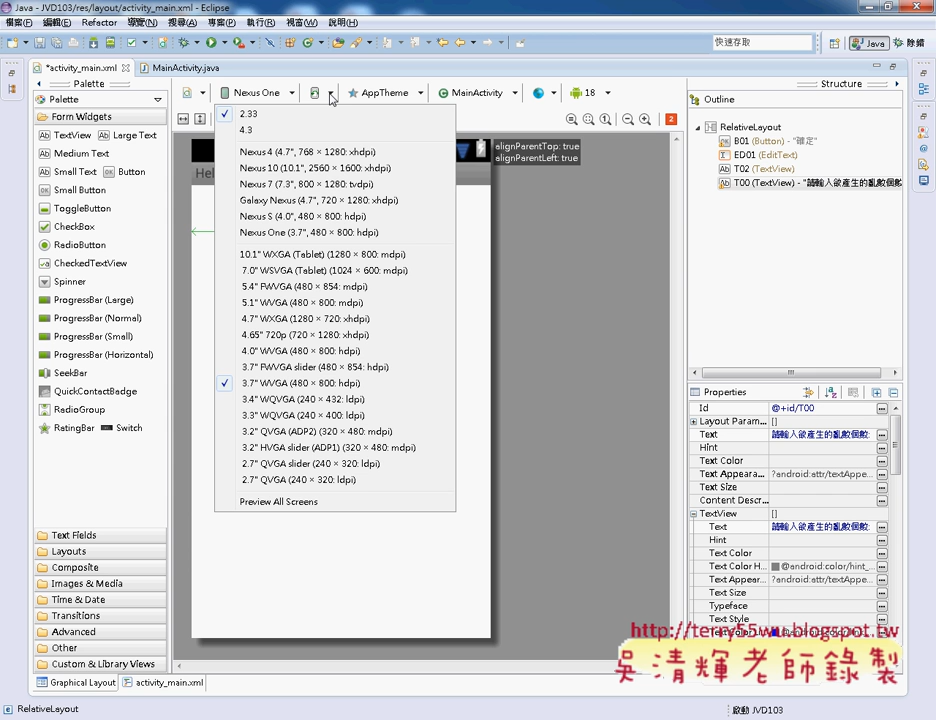 Java - JVD103/res/layout/activity_main.xml - Eclipse
檔案(F) 編輯(E) Refactor 導覽(N) 搜尋(A) 專案(P) 執行(R) 視窗(W) 說明(H)
快速存取
Java
除錯
*activity_main.xml
MainActivity.java
Palette
Palette
Form Widgets
TextView
Large Text
Medium Text
Small Text
Button
Small Button
ToggleButton
CheckBox
RadioButton
CheckedTextView
Spinner
ProgressBar (Large)
ProgressBar (Normal)
ProgressBar (Small)
ProgressBar (Horizontal)
SeekBar
QuickContactBadge
RadioGroup
RatingBar
Switch
Text Fields
Layouts
Composite
Images & Media
Time & Date
Transitions
Advanced
Other
Custom & Library Views
Graphical Layout
activity_main.xml
Nexus One
AppTheme
MainActivity
18
2
2.33
4.3
Nexus 4 (4.7", 768 × 1280: xhdpi)
Nexus 10 (10.1", 2560 × 1600: xhdpi)
Nexus 7 (7.3", 800 × 1280: tvdpi)
Galaxy Nexus (4.7", 720 × 1280: xhdpi)
Nexus S (4.0", 480 × 800: hdpi)
Nexus One (3.7", 480 × 800: hdpi)
10.1" WXGA (Tablet) (1280 × 800: mdpi)
7.0" WSVGA (Tablet) (1024 × 600: mdpi)
5.4" FWVGA (480 × 854: mdpi)
5.1" WVGA (480 × 800: mdpi)
4.7" WXGA (1280 × 720: xhdpi)
4.65" 720p (720 × 1280: xhdpi)
4.0" WVGA (480 × 800: hdpi)
3.7" FWVGA slider (480 × 854: hdpi)
3.7" WVGA (480 × 800: hdpi)
3.4" WQVGA (240 × 432: ldpi)
3.3" WQVGA (240 × 400: ldpi)
3.2" QVGA (ADP2) (320 × 480: mdpi)
3.2" HVGA slider (ADP1) (320 × 480: mdpi)
2.7" QVGA slider (240 × 320: ldpi)
2.7" QVGA (240 × 320: ldpi)
Preview All Screens
alignParentTop: true
alignParentLeft: true
Structure
Outline
RelativeLayout
B01 (Button) - "確定"
ED01 (EditText)
T02 (TextView)
T00 (TextView) - "請輸入欲產生的亂數個數
Properties
Id @+id/T00
Layout Param... []
Text 請輸入欲產生的亂數個數:
Hint
Text Color
Text Appeara... ?android:attr/textAppe...
Text Size
Content Descr...
TextView []
Text 請輸入欲產生的亂數個數:
Hint
Text Color
Text Color H... @android:color/hint_...
Text Appear... ?android:attr/textAppe...
Text Size
Typeface
Text Style
http://terry55wu.blogspot.tw
吳清輝老師錄製
RelativeLayout
啟動 JVD103